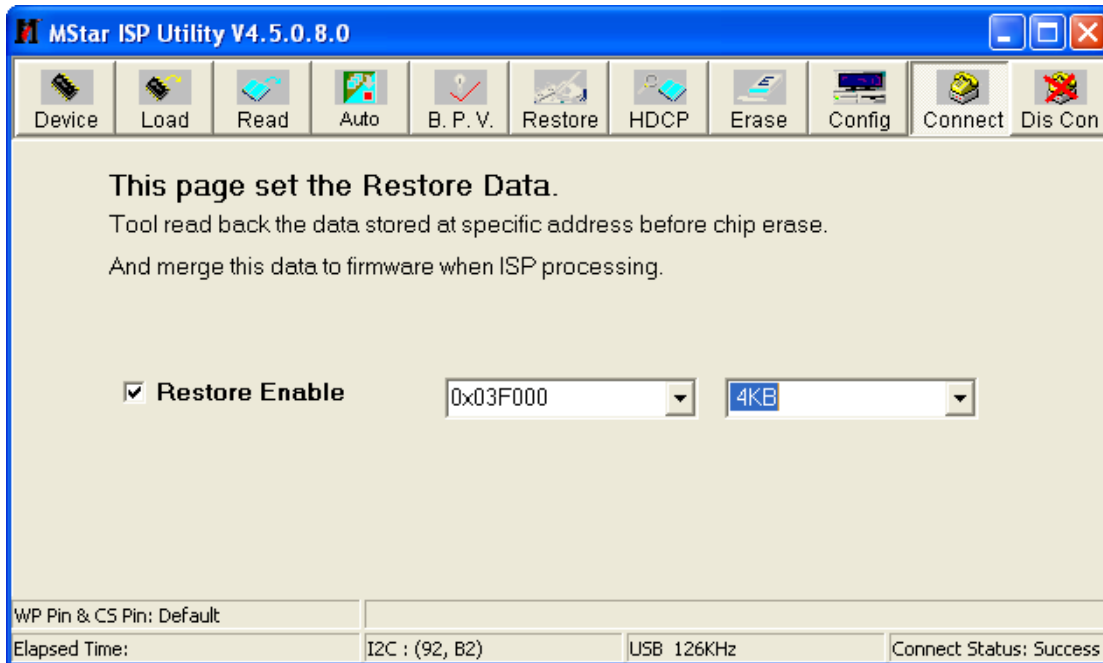 MStar ISP Utility V4.5.0.8.0
Device Load Read Auto B. P. V. Restore HDCP Erase Config Connect Dis Con
This page set the Restore Data.
Tool read back the data stored at specific address before chip erase.
And merge this data to firmware when ISP processing.
Restore Enable 0x03F000 4KB
WP Pin & CS Pin: Default
Elapsed Time: I2C : (92, B2) USB 126KHz Connect Status: Success